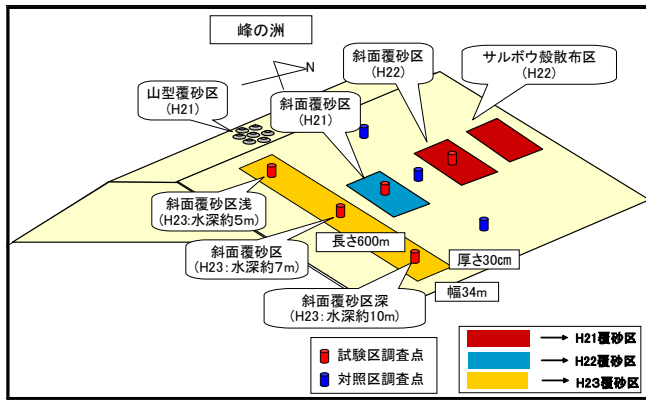 峰の洲
N
山型覆砂区
(H21)
斜面覆砂区
(H21)
斜面覆砂区
(H22)
サルボウ殻散布区
(H22)
斜面覆砂区浅
(H23:水深約5m)
斜面覆砂区
(H23:水深約7m)
斜面覆砂区深
(H23:水深約10m)
長さ600m
厚さ30cm
幅34m
試験区調査点
対照区調査点
H21覆砂区
H22覆砂区
H23覆砂区